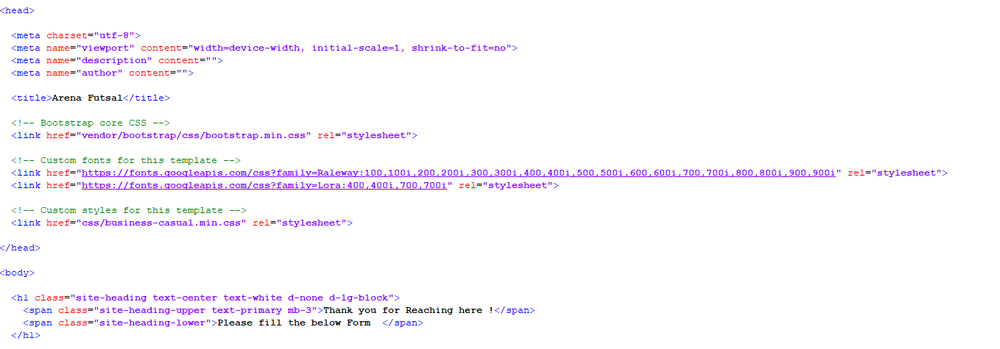 <head>
<meta charset="utf-8">
<meta name="viewport" content="width=device-width, initial-scale=1, shrink-to-fit=no">
<meta name="description" content="">
<meta name="author" content="">
<title>Arena Futsal</title>
<!-- Bootstrap core CSS -->
<link href="vendor/bootstrap/css/bootstrap.min.css" rel="stylesheet">
<!-- Custom fonts for this template -->
<link href="https://fonts.googleapis.com/css?family=Raleway:100,100i,200,200i,300,300i,400,400i,500,500i,600,600i,700,700i,800,800i,900,900i" rel="stylesheet">
<link href="https://fonts.googleapis.com/css?family=Lora:400,400i,700,700i" rel="stylesheet">
<!-- Custom styles for this template -->
<link href="css/business-casual.min.css" rel="stylesheet">
</head>
<body>
<h1 class="site-heading text-center text-white d-none d-lg-block">
<span class="site-heading-upper text-primary mb-3">Thank you for Reaching here !</span>
<span class="site-heading-lower">Please fill the below Form  </span>
</h1>